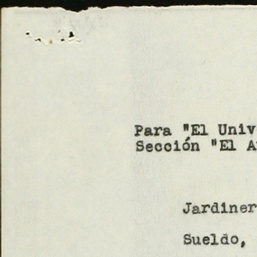 Para "El Univ
Sección "El A
Jardiner
Sueldo,